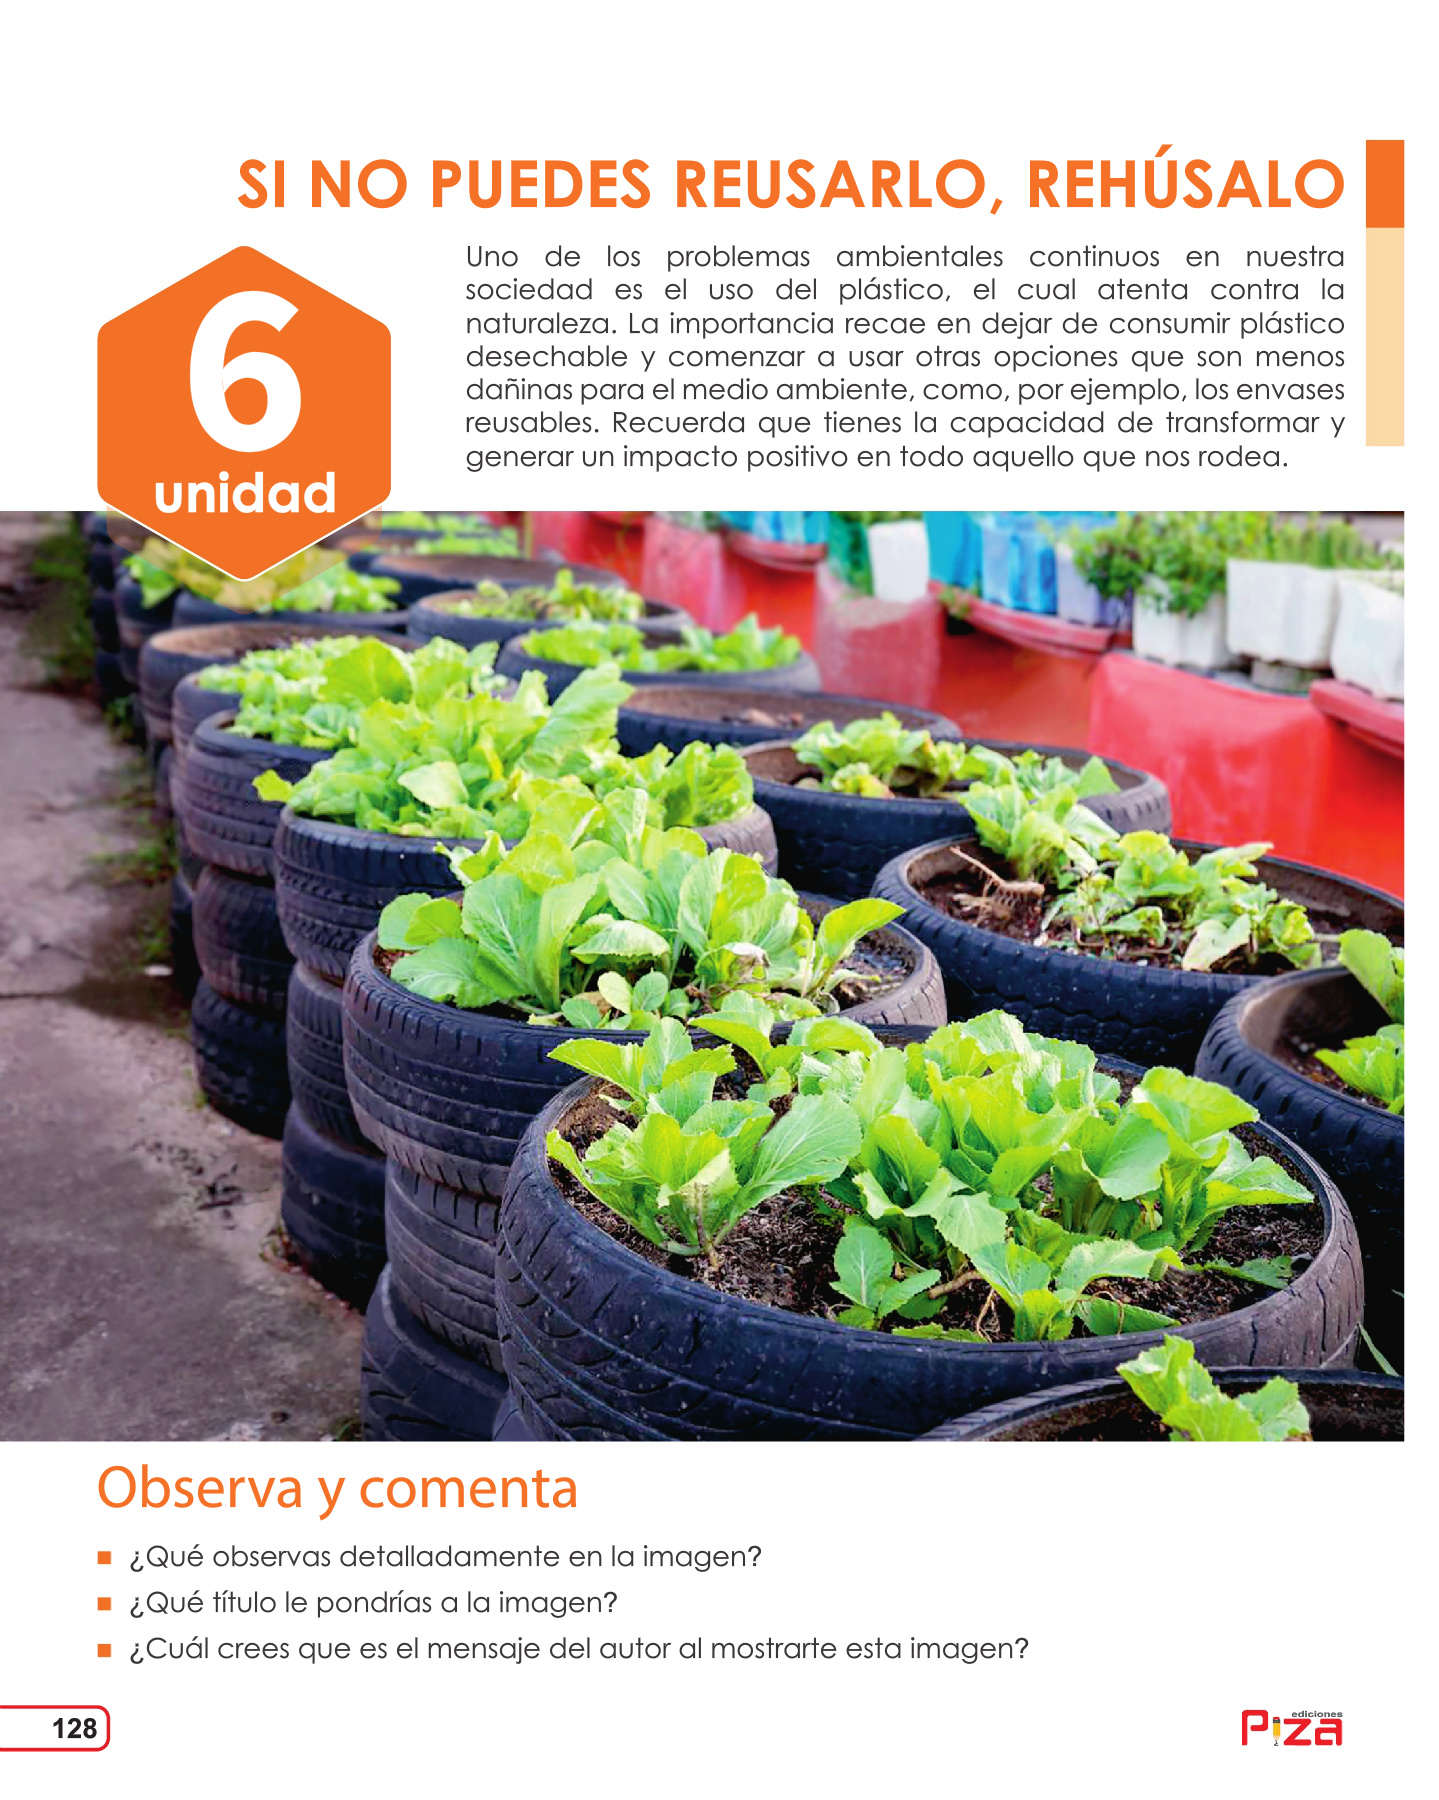 SI NO PUEDES REUSARLO, REHÚSALO
6
unidad
Uno de los problemas ambientales continuos en nuestra
sociedad es el uso del plástico, el cual atenta contra la
naturaleza. La importancia recae en dejar de consumir plástico
desechable y comenzar a usar otras opciones que son menos
dañinas para el medio ambiente, como, por ejemplo, los envases
reusables. Recuerda que tienes la capacidad de transformar y
generar un impacto positivo en todo aquello que nos rodea.
Observa y comenta
¿Qué observas detalladamente en la imagen?
¿Qué título le pondrías a la imagen?
¿Cuál crees que es el mensaje del autor al mostrarte esta imagen?
128
ediciones
Piza